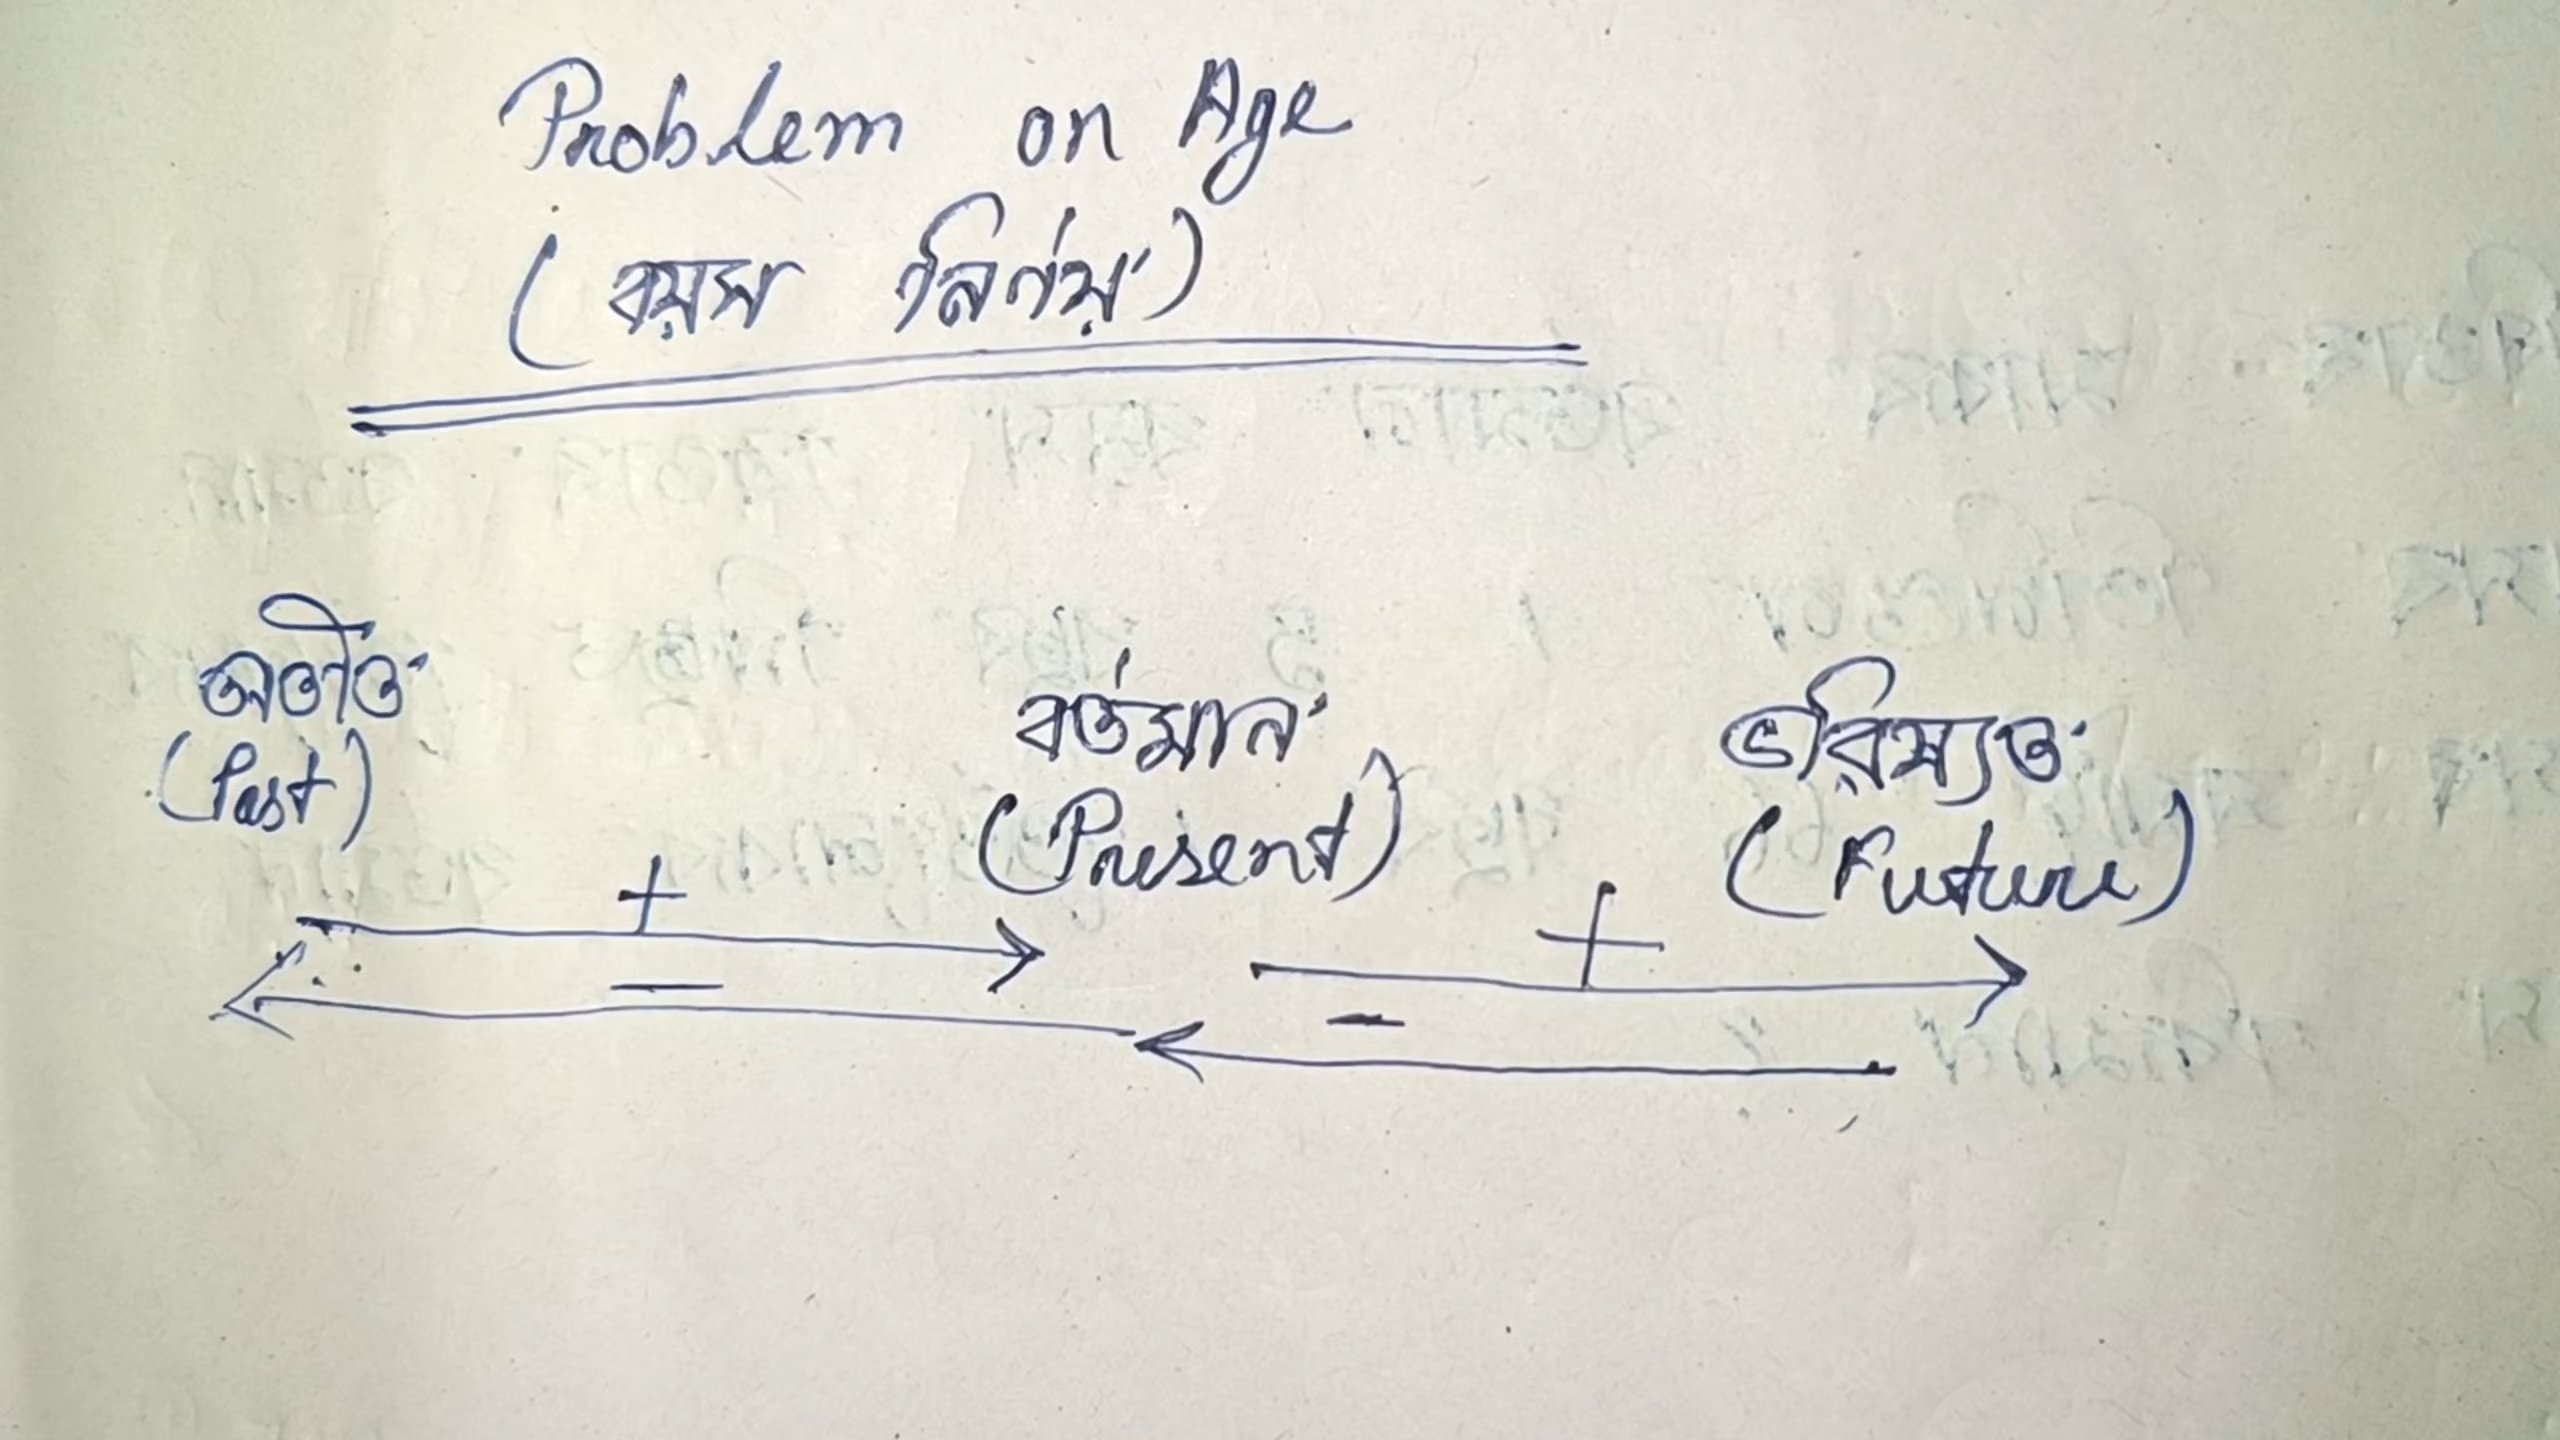 Problem on Age
(বয়স নির্ণয়)
অতীত
(Past)
বর্তমান
(Present)
ভবিষ্যত
(Future)
+
+
−
−